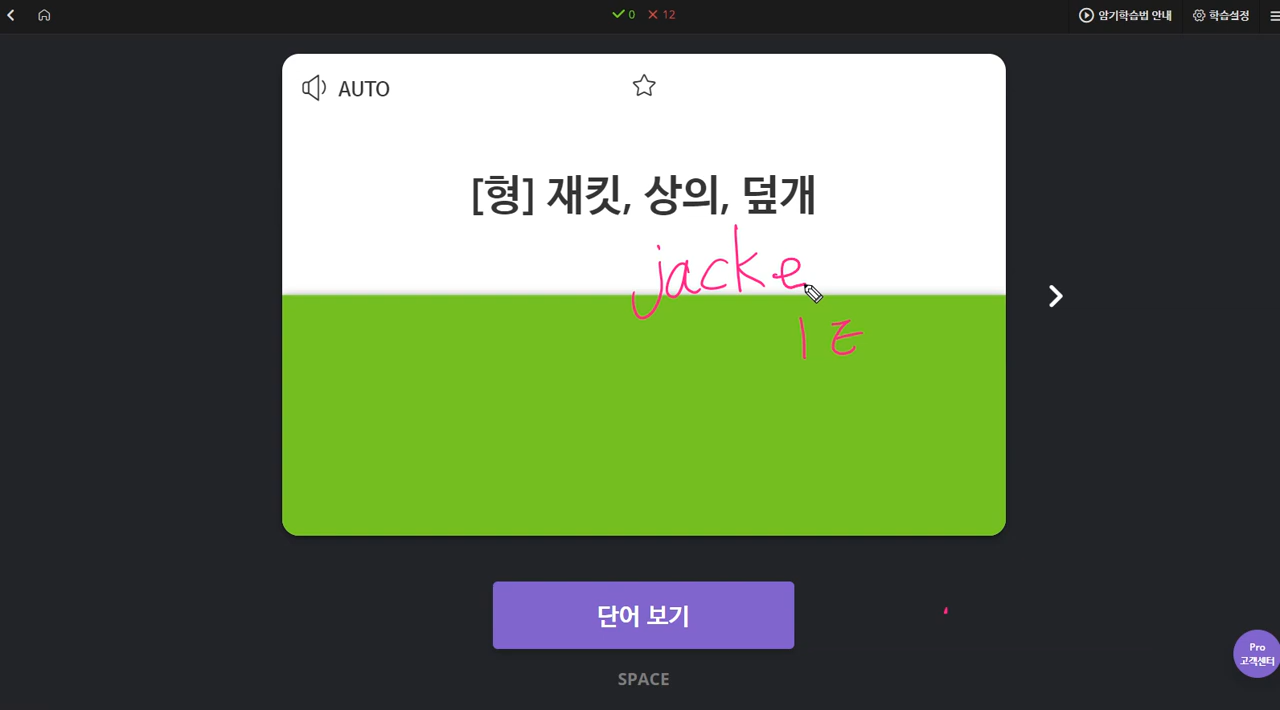 0 12 암기학습법 안내 학습설정
AUTO
[형] 재킷, 상의, 덮개
jacke
단어 보기
SPACE
Pro
고객센터